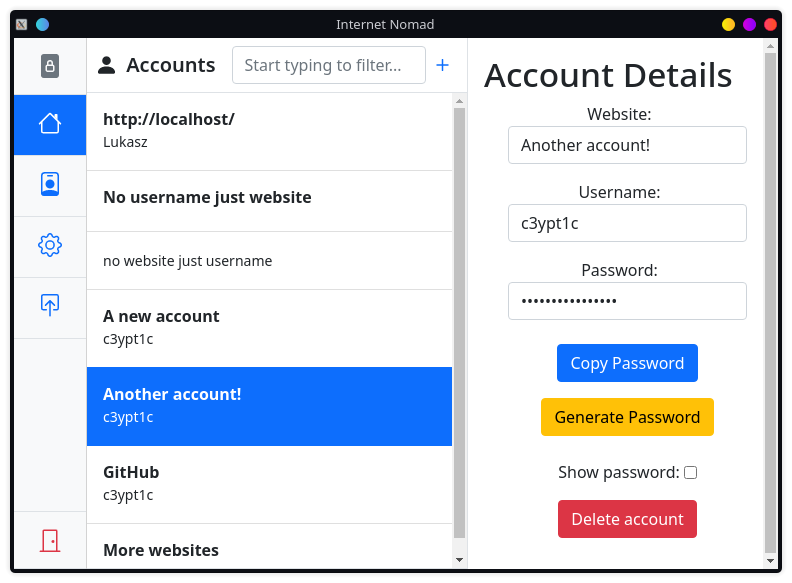 Internet Nomad
Accounts
Start typing to filter...
+
http://localhost/
Lukasz
No username just website
no website just username
A new account
c3ypt1c
Another account!
c3ypt1c
GitHub
c3ypt1c
More websites
Account Details
Website:
Another account!
Username:
c3ypt1c
Password:
••••••••••••••••
Copy Password
Generate Password
Show password:
Delete account